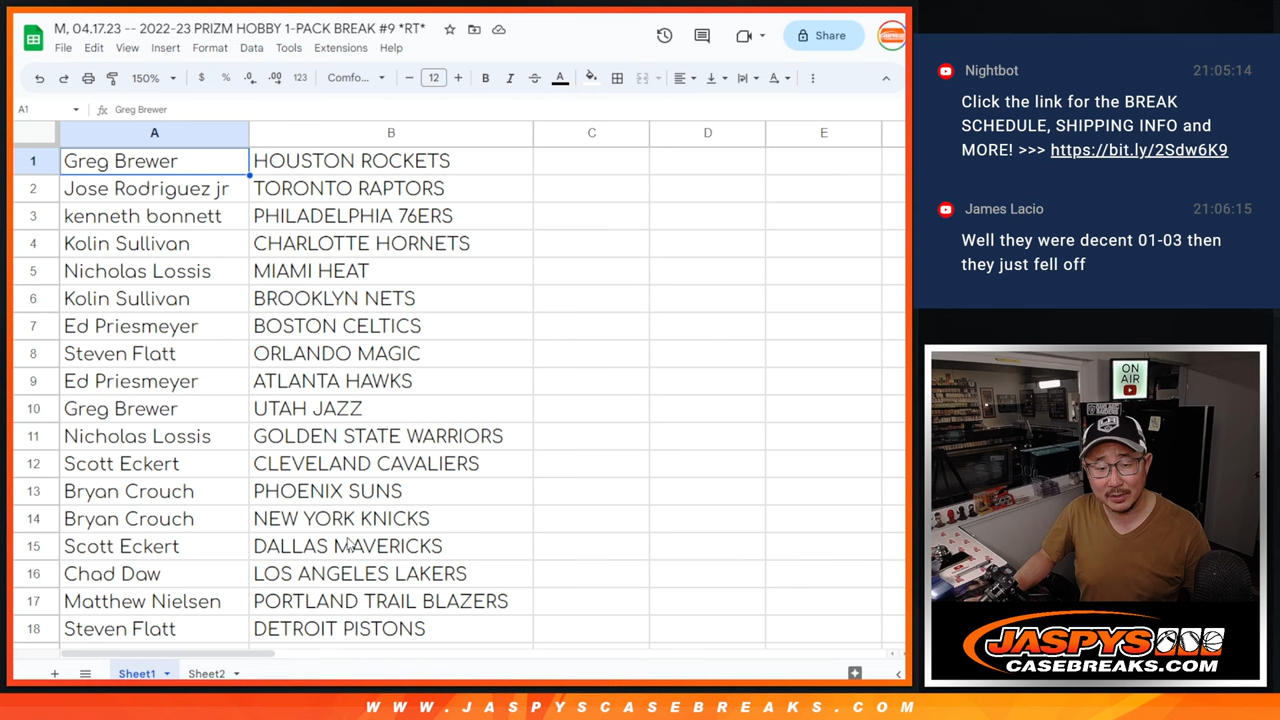 M, 04.17.23 -- 2022-23 PRIZM HOBBY 1-PACK BREAK #9 *RT*
File Edit View Insert Format Data Tools Extensions Help
Share
150% $ % .0 .00 123 Comfo... 12 B I A
A1 fx Greg Brewer
A B C D E
1 Greg Brewer HOUSTON ROCKETS
2 Jose Rodriguez jr TORONTO RAPTORS
3 kenneth bonnett PHILADELPHIA 76ERS
4 Kolin Sullivan CHARLOTTE HORNETS
5 Nicholas Lossis MIAMI HEAT
6 Kolin Sullivan BROOKLYN NETS
7 Ed Priesmeyer BOSTON CELTICS
8 Steven Flatt ORLANDO MAGIC
9 Ed Priesmeyer ATLANTA HAWKS
10 Greg Brewer UTAH JAZZ
11 Nicholas Lossis GOLDEN STATE WARRIORS
12 Scott Eckert CLEVELAND CAVALIERS
13 Bryan Crouch PHOENIX SUNS
14 Bryan Crouch NEW YORK KNICKS
15 Scott Eckert DALLAS MAVERICKS
16 Chad Daw LOS ANGELES LAKERS
17 Matthew Nielsen PORTLAND TRAIL BLAZERS
18 Steven Flatt DETROIT PISTONS
Sheet1 Sheet2
Nightbot 21:05:14
Click the link for the BREAK
SCHEDULE, SHIPPING INFO and
MORE! >>> https://bit.ly/2Sdw6K9
James Lacio 21:06:15
Well they were decent 01-03 then
they just fell off
ON
AIR
JASPYS
CASEBREAKS.COM
WWW.JASPYSCASEBREAKS.COM